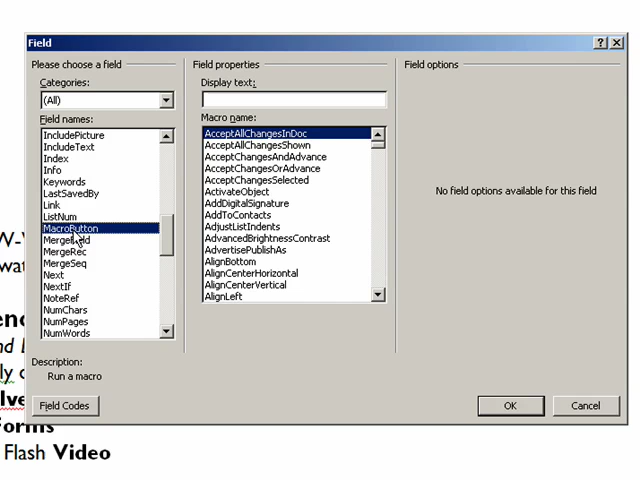 Field
Please choose a field
Categories:
(All)
Field names:
IncludePicture
IncludeText
Index
Info
Keywords
LastSavedBy
Link
ListNum
MacroButton
MergeField
MergeRec
MergeSeq
Next
NextIf
NoteRef
NumChars
NumPages
NumWords
Description:
Run a macro
Field Codes
Field properties
Display text:
Macro name:
AcceptAllChangesInDoc
AcceptAllChangesShown
AcceptChangesAndAdvance
AcceptChangesOrAdvance
AcceptChangesSelected
ActivateObject
AddDigitalSignature
AddToContacts
AdjustListIndents
AdvancedBrightnessContrast
AdvertisePublishAs
AlignBottom
AlignCenterHorizontal
AlignCenterVertical
AlignLeft
Field options
No field options available for this field
OK
Cancel
Forms
Flash Video